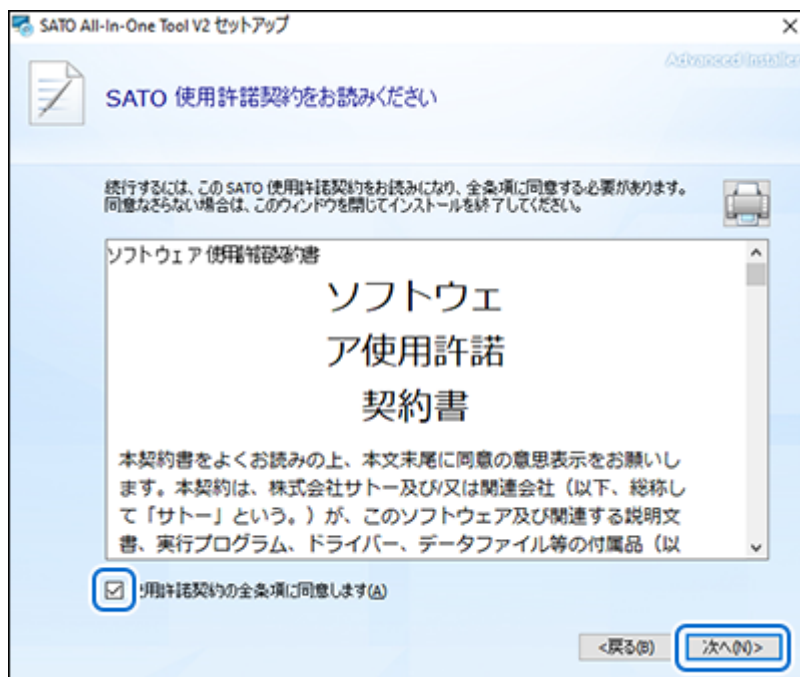 SATO All-In-One Tool V2 セットアップ
Advanced Installer
SATO 使用許諾契約をお読みください
続行するには、この SATO 使用許諾契約をお読みになり、全条項に同意する必要があります。
同意なさらない場合は、このウィンドウを閉じてインストールを終了してください。
ソフトウェア使用許諾契約書
ソフトウェ
ア使用許諾
契約書
本契約書をよくお読みの上、本文末尾に同意の意思表示をお願いし
ます。本契約は、株式会社サトー及び/又は関連会社（以下、総称し
て「サトー」という。）が、このソフトウェア及び関連する説明文
書、実行プログラム、ドライバー、データファイル等の付属品（以
用許諾契約の全条項に同意します(A)
<戻る(B)
次へ(N)>